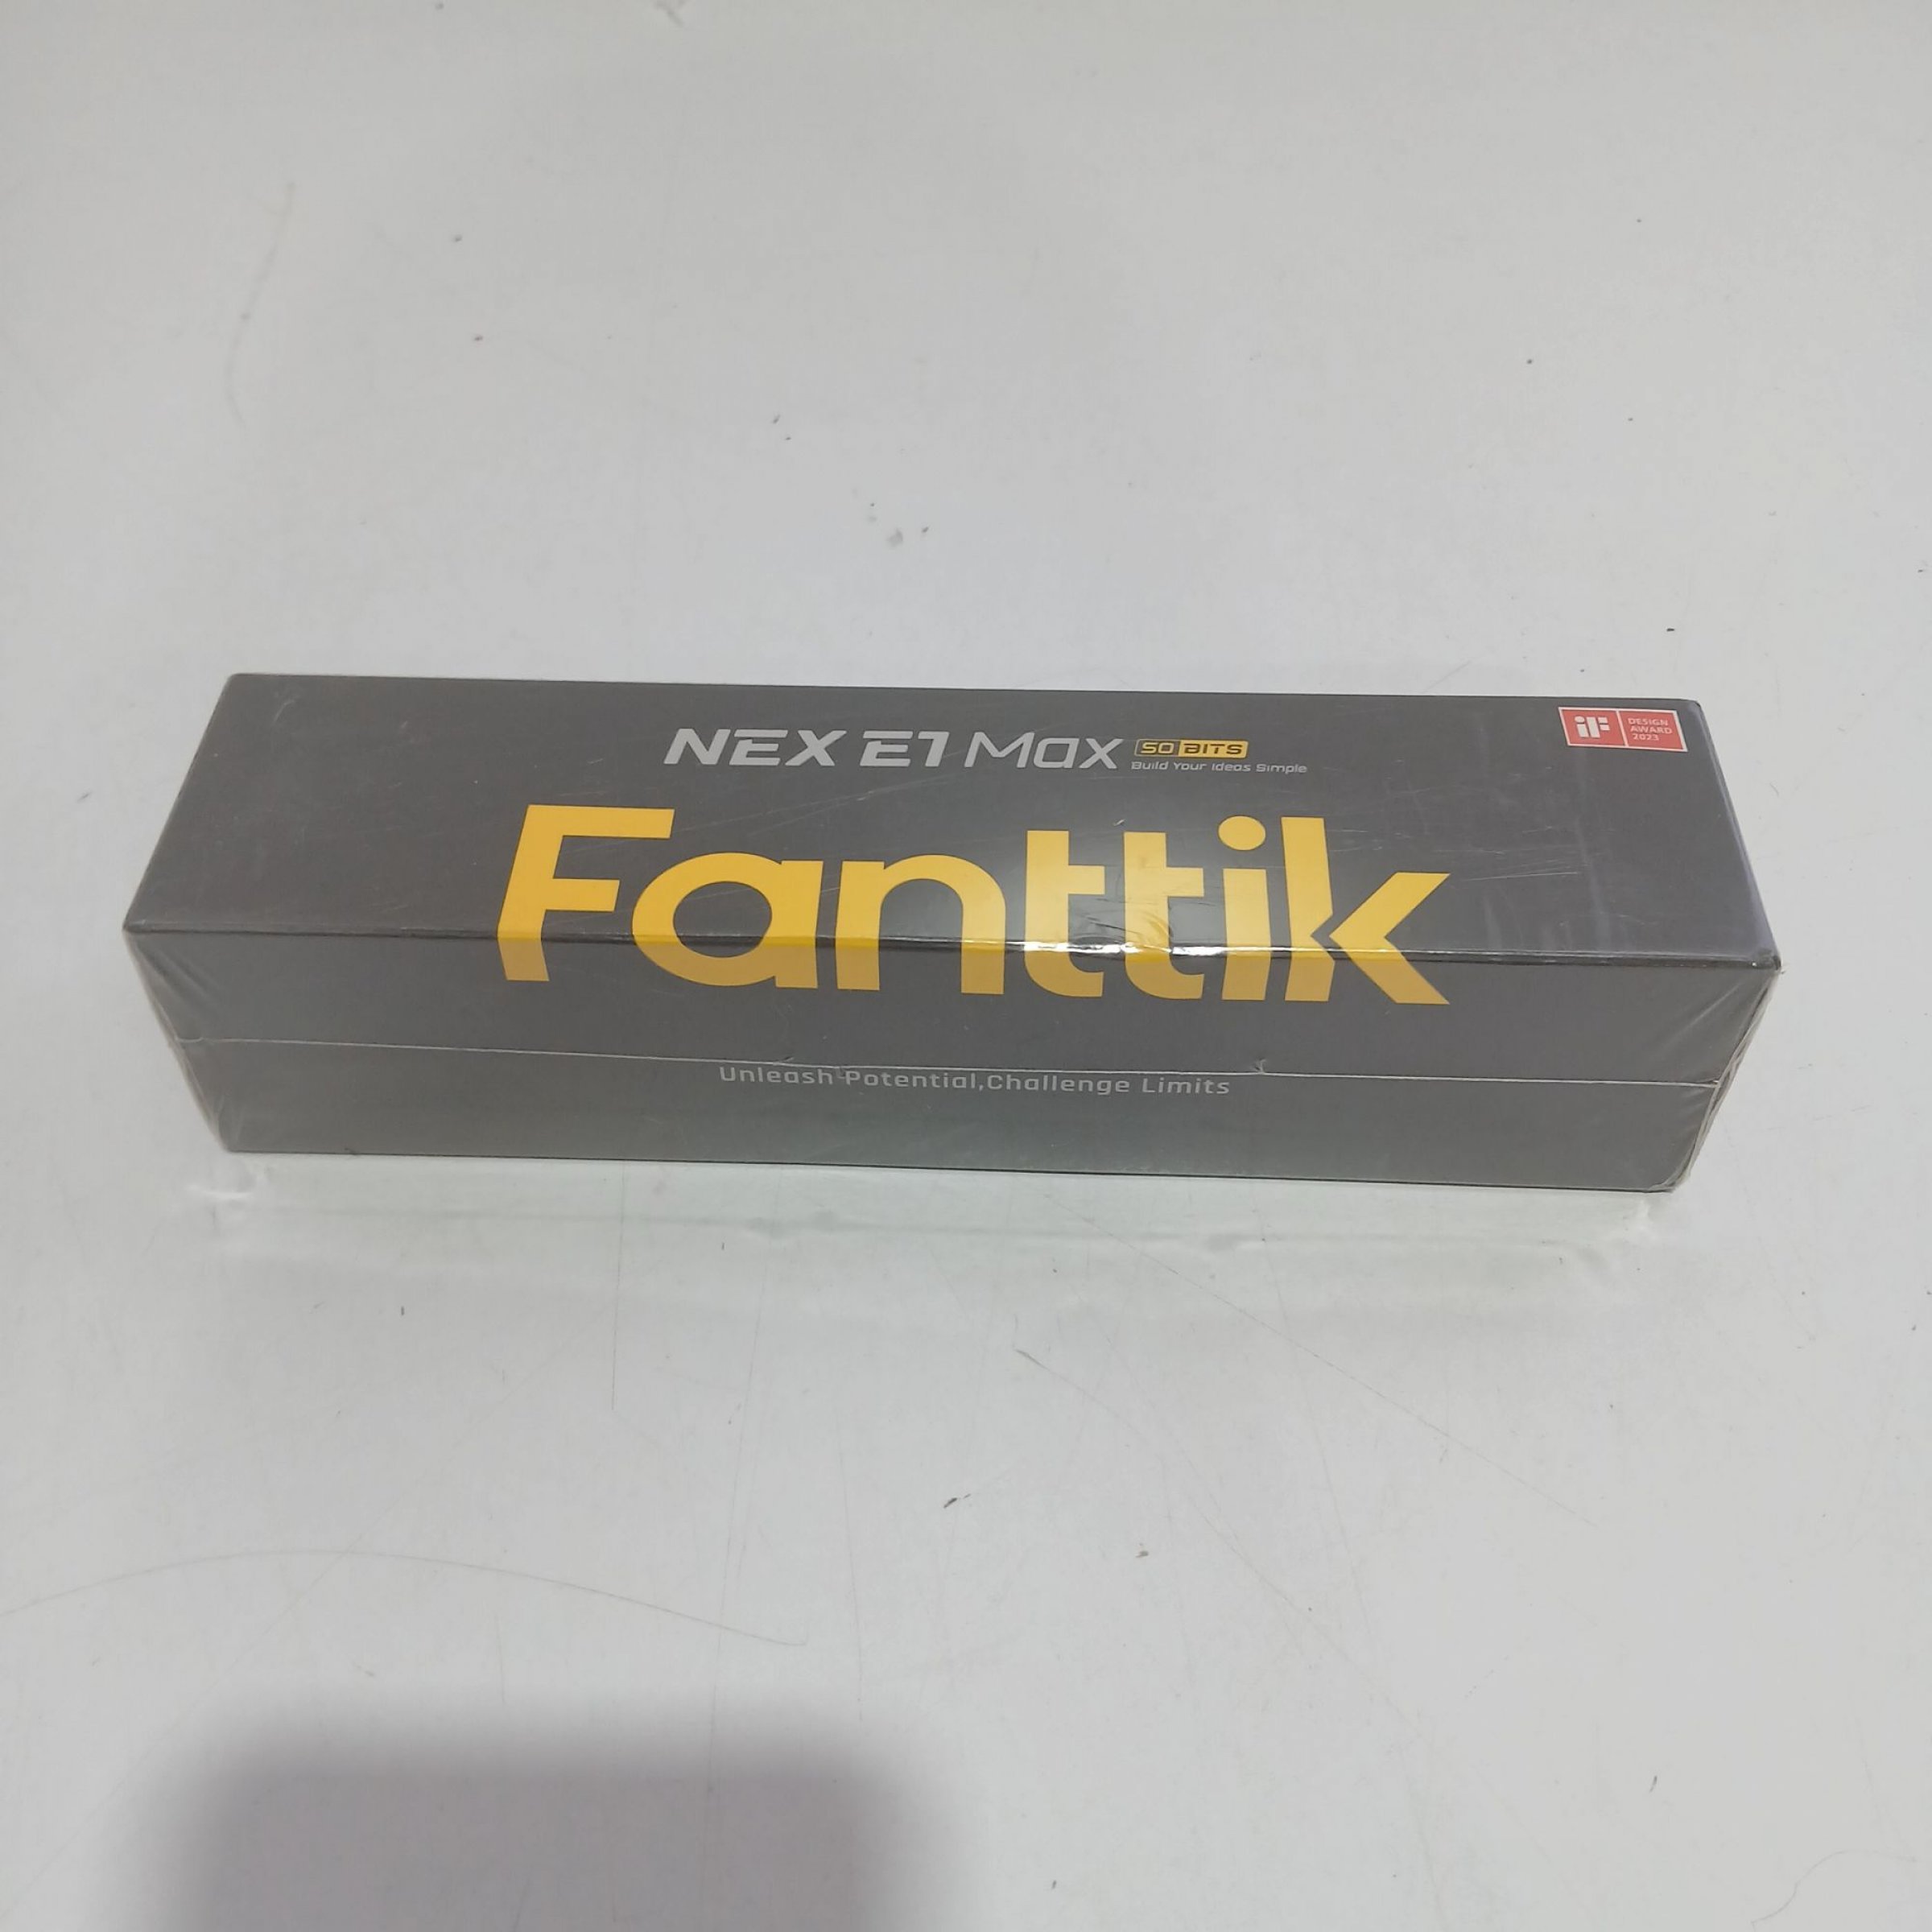 NEX E1 Max 50 BITS
Build Your Ideas Simple
iF DESIGN
AWARD
2023
Fanttik
Unleash Potential,Challenge Limits